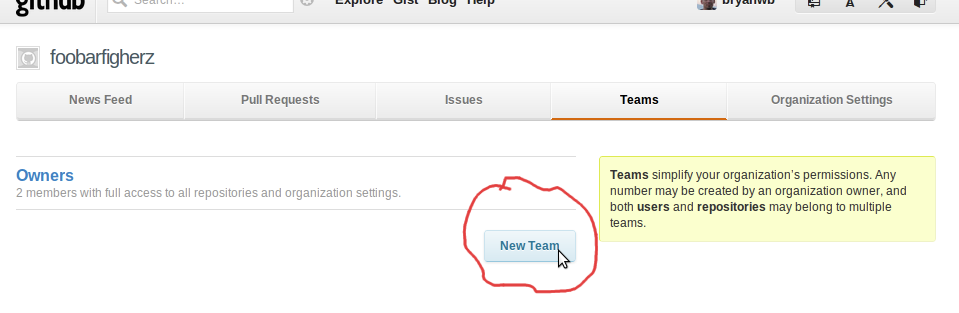 github Search... Explore Gist Blog Help bryanwb
foobarfigherz
News Feed Pull Requests Issues Teams Organization Settings
Owners
2 members with full access to all repositories and organization settings.
New Team
Teams simplify your organization's permissions. Any
number may be created by an organization owner, and
both users and repositories may belong to multiple
teams.